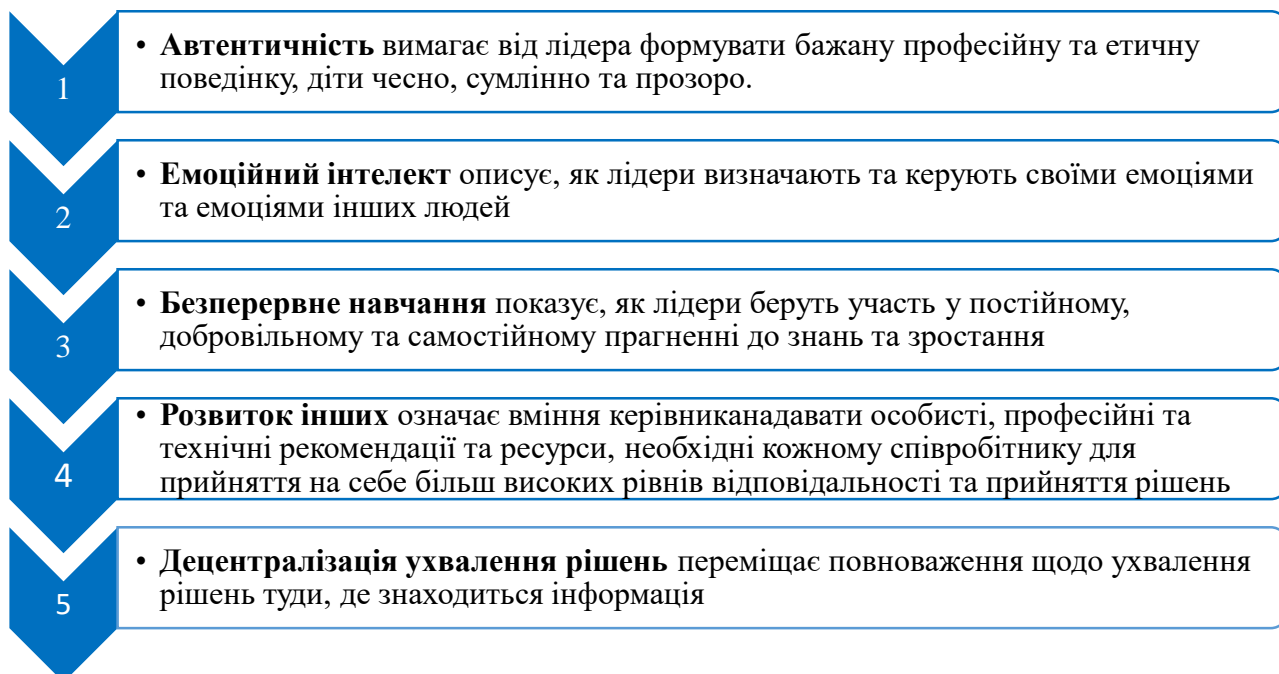 • Автентичність вимагає від лідера формувати бажану професійну та етичну
поведінку, діти чесно, сумлінно та прозоро.
1
• Емоційний інтелект описує, як лідери визначають та керують своїми емоціями
та емоціями інших людей
2
• Безперервне навчання показує, як лідери беруть участь у постійному,
добровільному та самостійному прагненні до знань та зростання
3
• Розвиток інших означає вміння керівниканадавати особисті, професійні та
технічні рекомендації та ресурси, необхідні кожному співробітнику для
прийняття на себе більш високих рівнів відповідальності та прийняття рішень
4
• Децентралізація ухвалення рішень переміщає повноваження щодо ухвалення
рішень туди, де знаходиться інформація
5